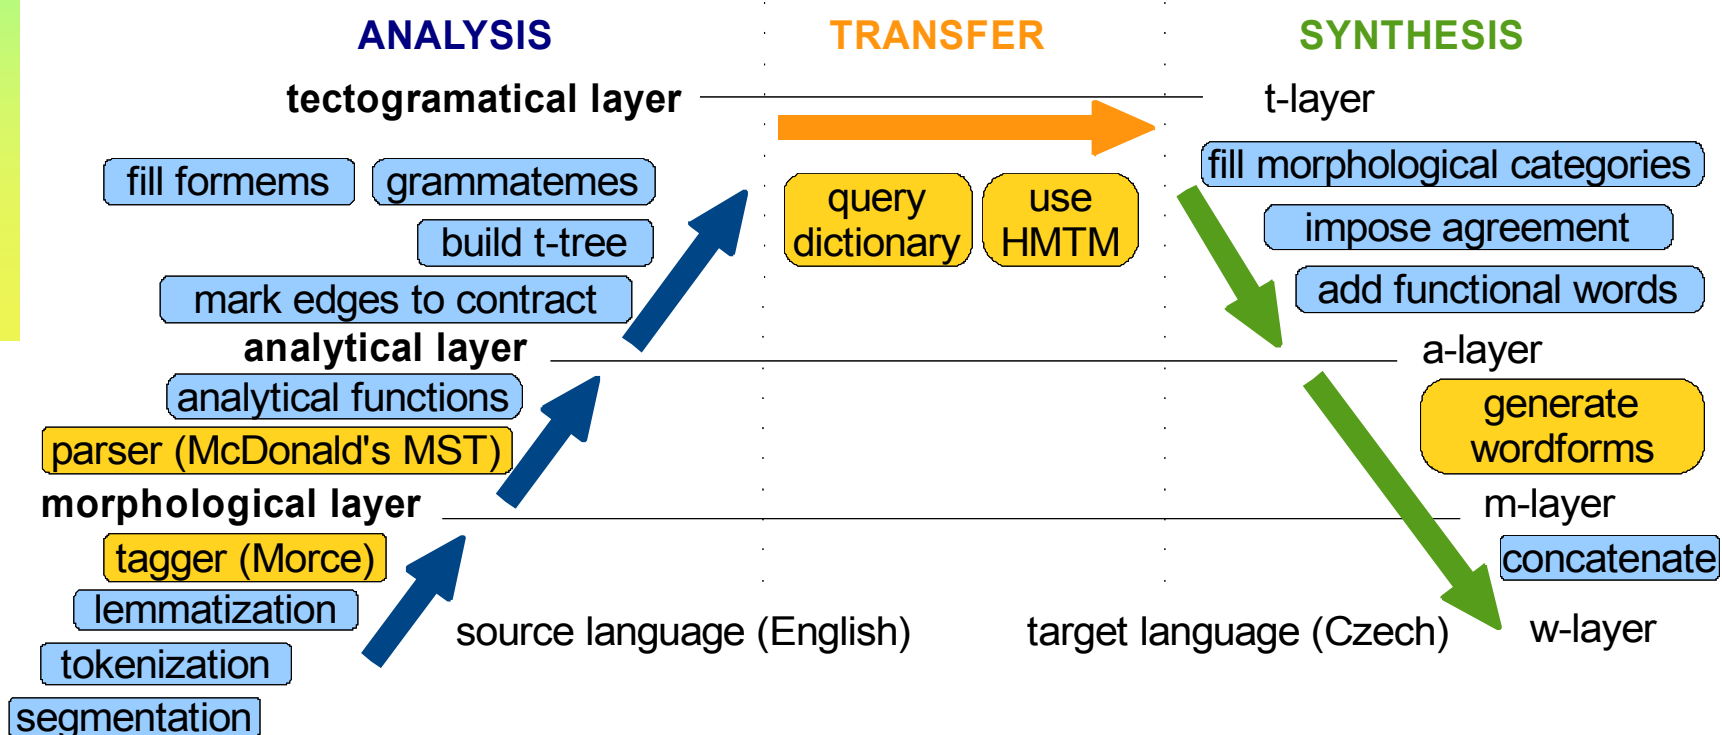 ANALYSIS TRANSFER SYNTHESIS
tectogramatical layer t-layer
fill formems grammatemes
build t-tree
mark edges to contract
query
dictionary
use
HMTM
fill morphological categories
impose agreement
add functional words
analytical layer a-layer
analytical functions
parser (McDonald's MST)
generate
wordforms
morphological layer m-layer
tagger (Morce)
concatenate
lemmatization
source language (English) target language (Czech) w-layer
tokenization
segmentation